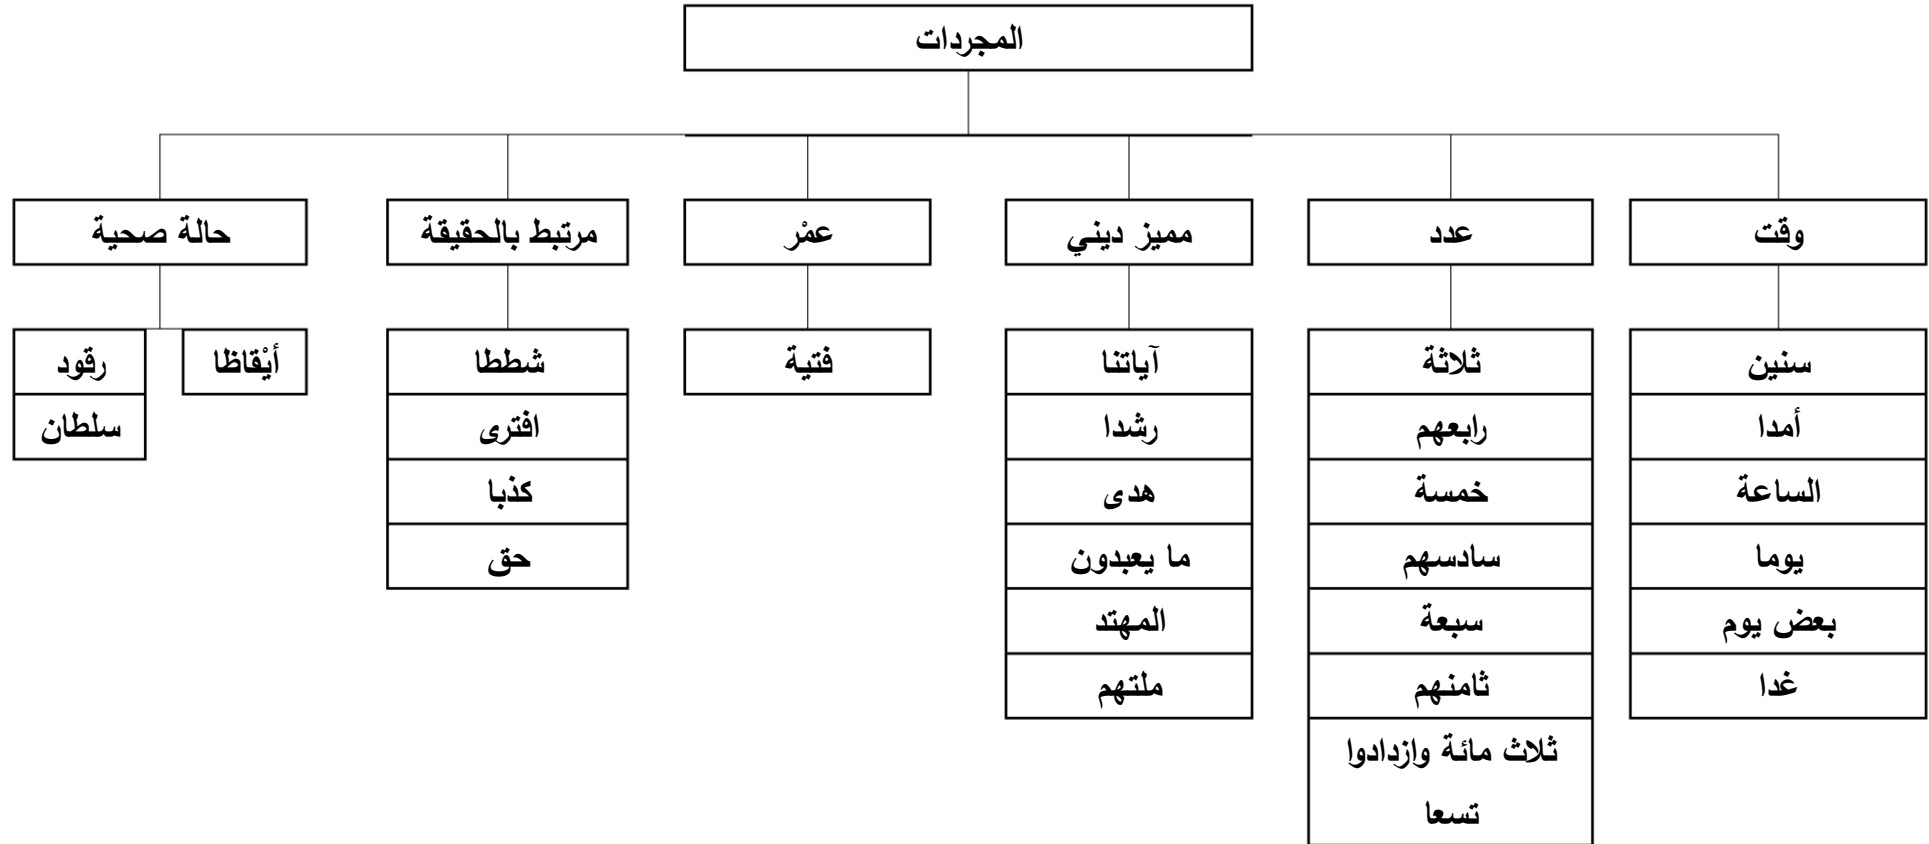 المجردات
وقت
عدد
مميز ديني
عمْر
مرتبط بالحقيقة
حالة صحية
سنين
أمدا
الساعة
يوما
بعض يوم
غدا
ثلاثة
رابعهم
خمسة
سادسهم
سبعة
ثامنهم
ثلاث مائة وازدادوا
تسعا
آياتنا
رشدا
هدى
ما يعبدون
المهتد
ملتهم
فتية
شططا
افترى
كذبا
حق
أيْقاظا
رقود
سلطان